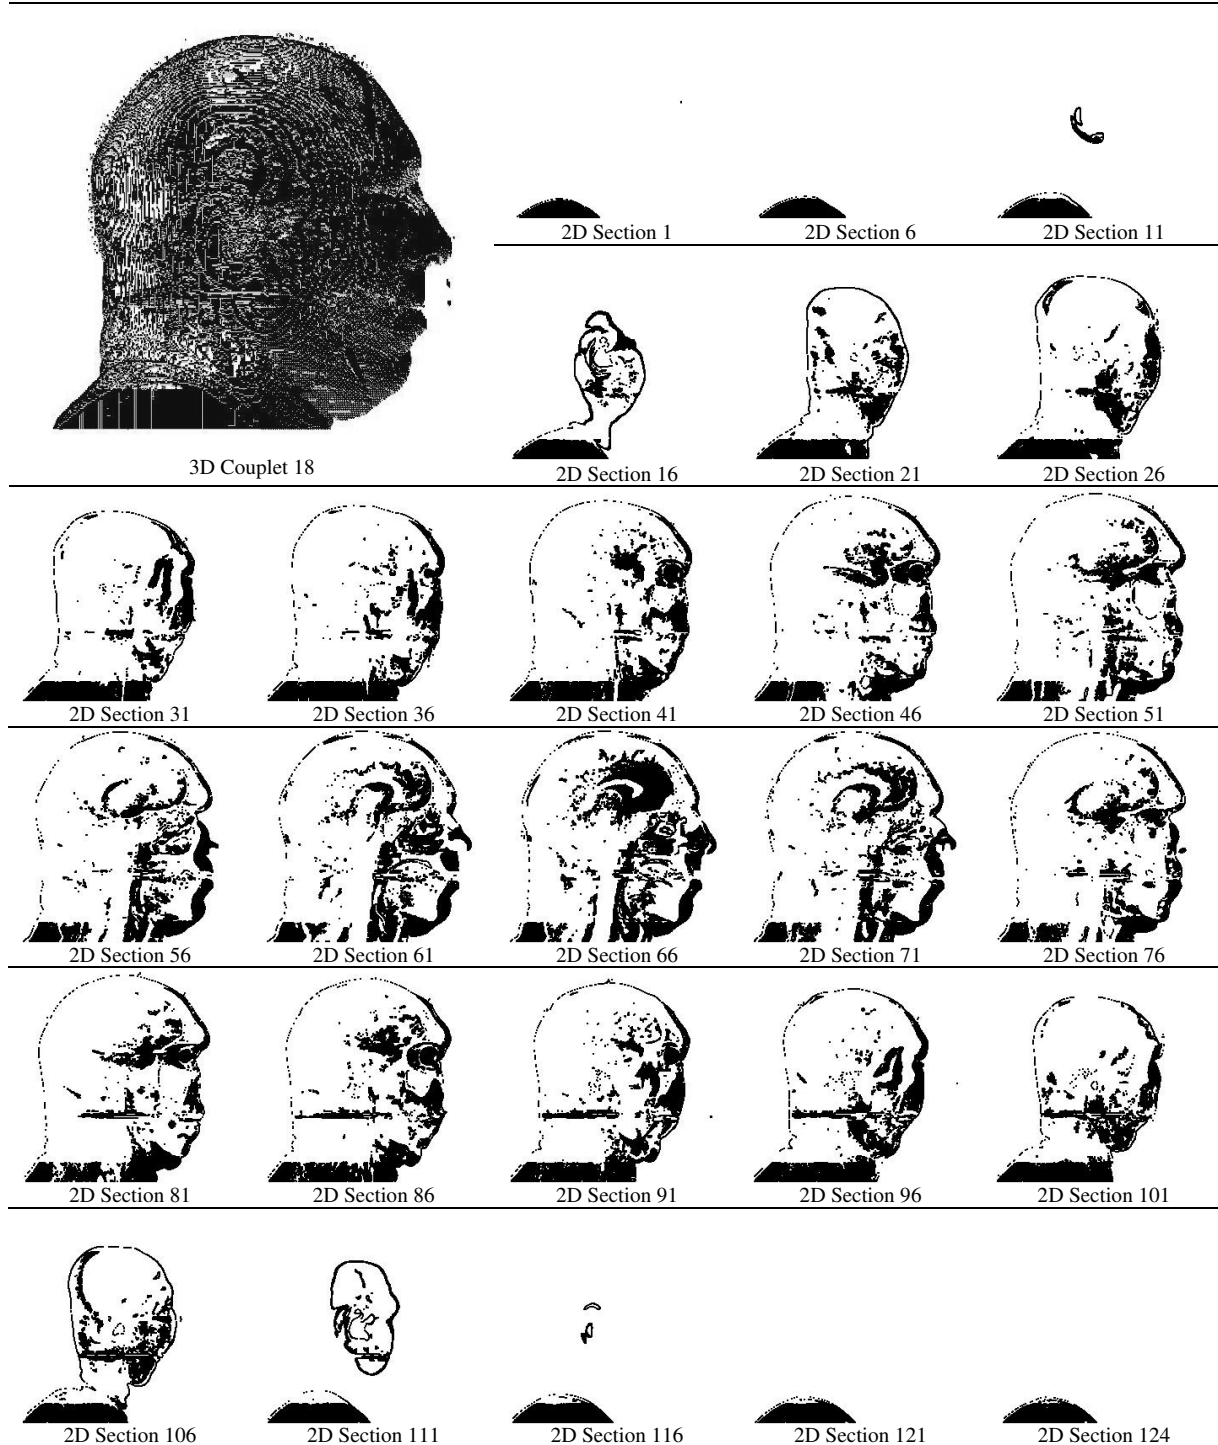 2D Section 1
2D Section 6
2D Section 11
3D Couplet 18
2D Section 16
2D Section 21
2D Section 26
2D Section 31
2D Section 36
2D Section 41
2D Section 46
2D Section 51
2D Section 56
2D Section 61
2D Section 66
2D Section 71
2D Section 76
2D Section 81
2D Section 86
2D Section 91
2D Section 96
2D Section 101
2D Section 106
2D Section 111
2D Section 116
2D Section 121
2D Section 124